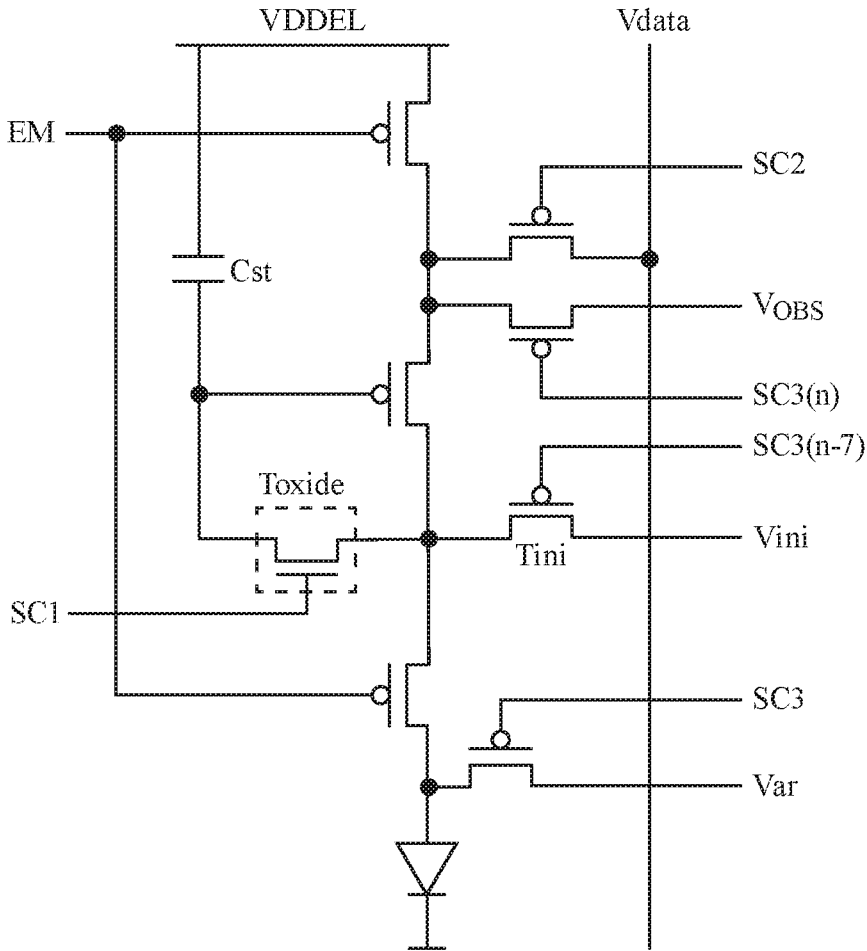 VDDEL
Vdata
EM
SC2
Cst
VOBS
SC3(n)
SC3(n-7)
Toxide
Tini
Vini
SC1
SC3
Var